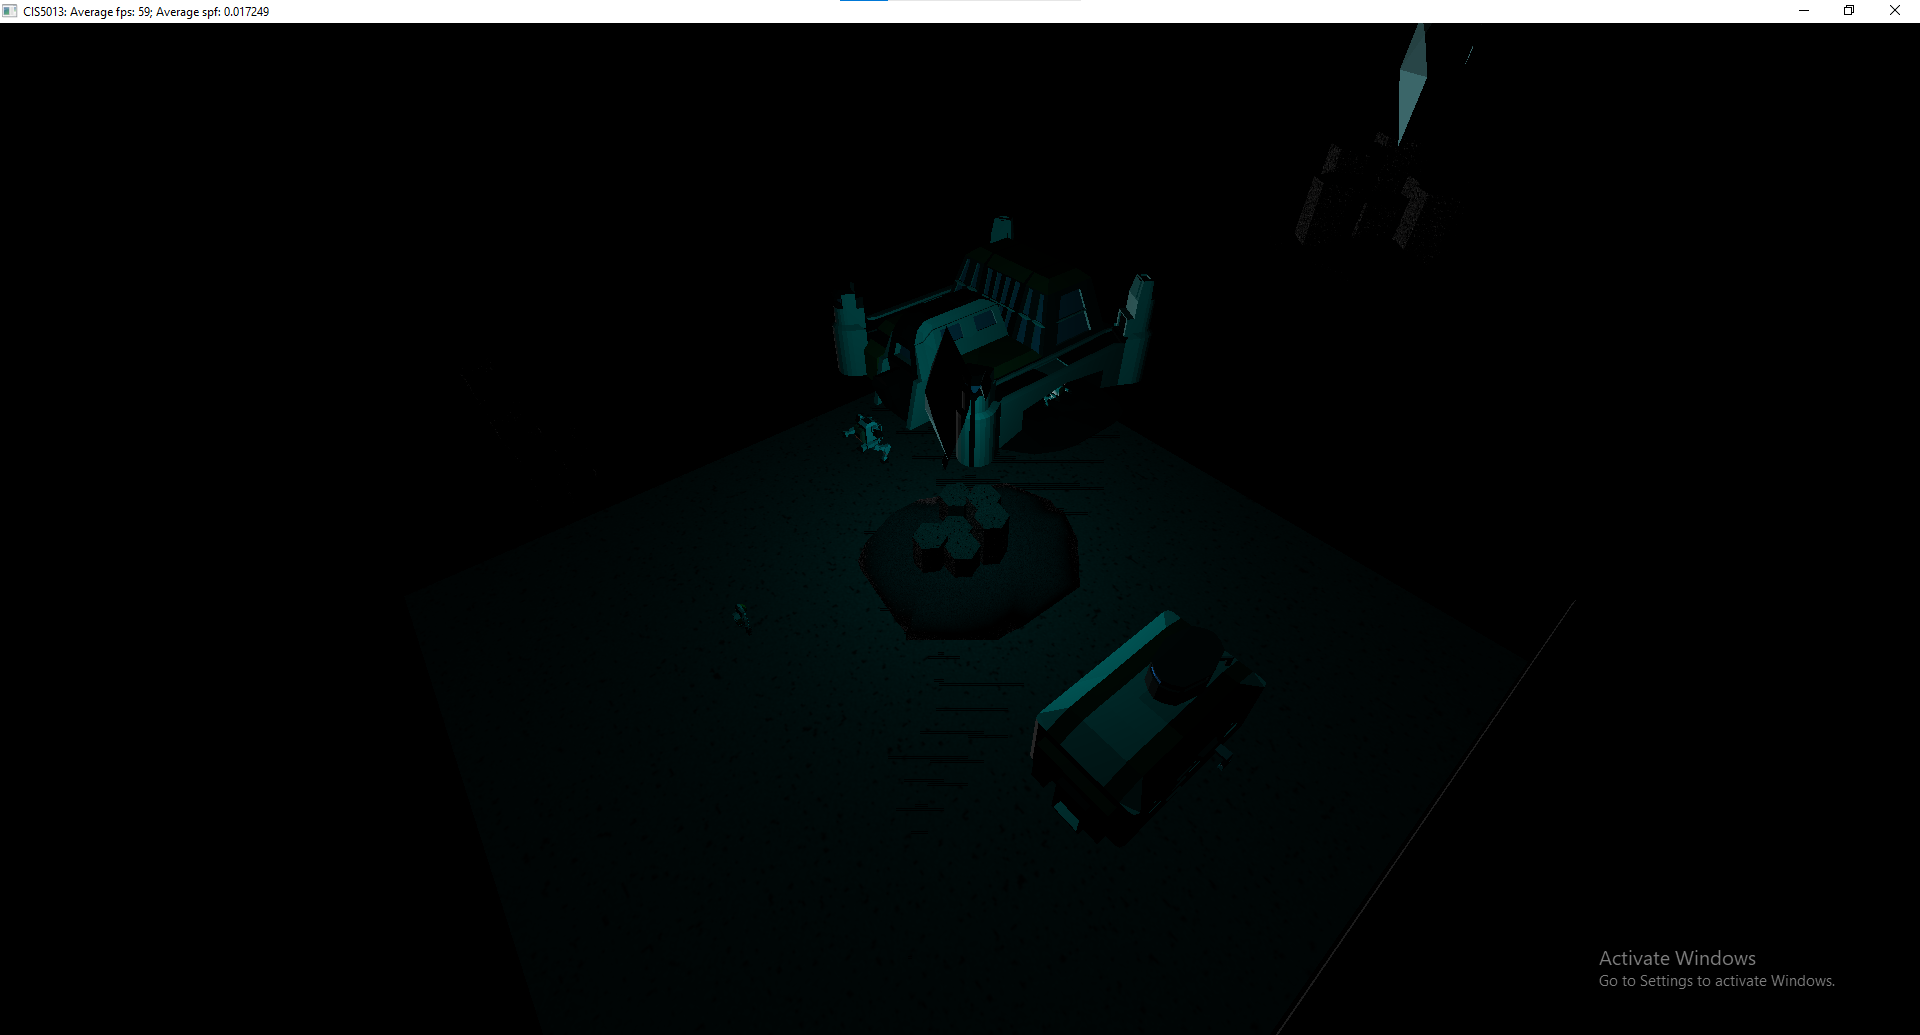 CIS5013: Average fps: 59; Average spf: 0.017249
Activate Windows
Go to Settings to activate Windows.